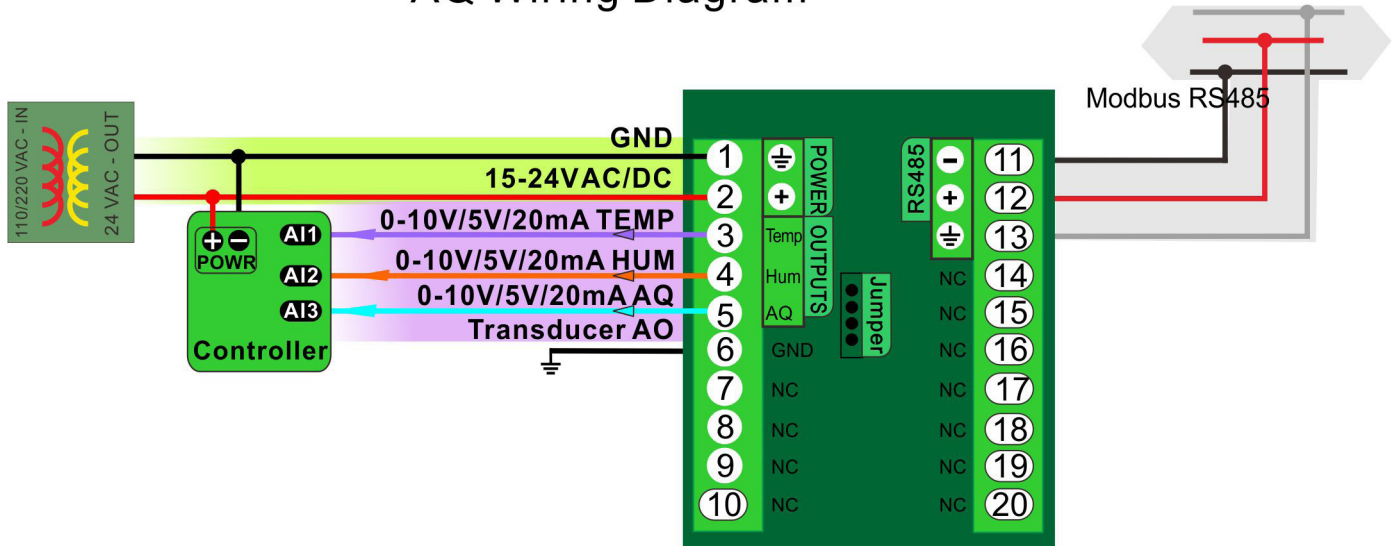 AQ Wiring Diagram
Modbus RS485
110/220 VAC - IN
24 VAC - OUT
GND
15-24VAC/DC
0-10V/5V/20mA TEMP
0-10V/5V/20mA HUM
0-10V/5V/20mA AQ
Transducer AO
+ -
POWR
AI1
AI2
AI3
Controller
1
2
3
4
5
6
7
8
9
10
+
POWER
Temp
Hum
AQ
OUTPUTS
GND
NC
NC
NC
NC
Jumper
RS485
-
+
NC
NC
NC
NC
NC
NC
NC
11
12
13
14
15
16
17
18
19
20